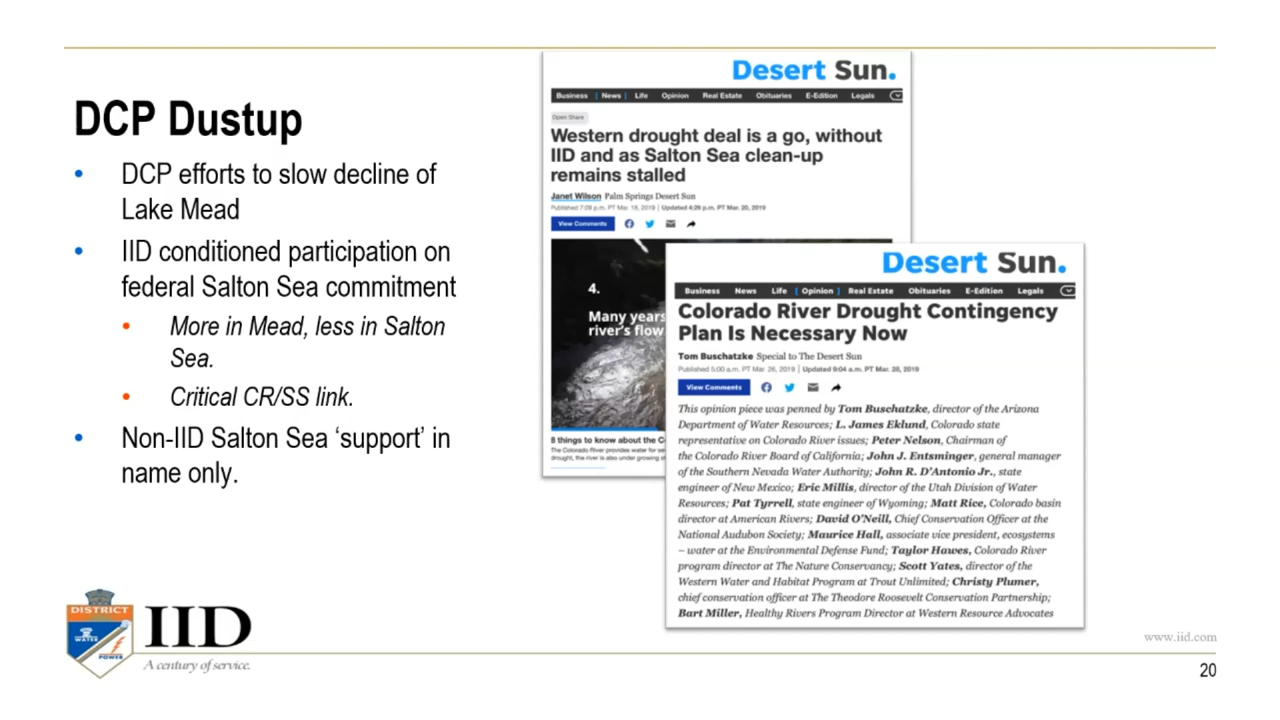 DCP Dustup
• DCP efforts to slow decline of
Lake Mead
• IID conditioned participation on
federal Salton Sea commitment
• More in Mead, less in Salton
Sea.
• Critical CR/SS link.
• Non-IID Salton Sea ‘support’ in
name only.
Desert Sun.
Business | News | Life Opinion Real Estate Obituaries E-Edition Legals
Open Share
Western drought deal is a go, without
IID and as Salton Sea clean-up
remains stalled
Janet Wilson Palm Springs Desert Sun
Published 7:09 p.m. PT Mar. 18, 2019 | Updated 4:26 p.m. PT Mar. 20, 2019
View Comments
4.
Many years
river's flow
8 things to know about the C
The Colorado River provides water for se
drought, the river is also under growing st
Desert Sun.
Business News Life [ Opinion ] Real Estate Obituaries E-Edition Legals
Colorado River Drought Contingency
Plan Is Necessary Now
Tom Buschatzke Special to The Desert Sun
Published 5:00 a.m. PT Mar. 26, 2019 | Updated 9:04 a.m. PT Mar. 28, 2019
View Comments
This opinion piece was penned by Tom Buschatzke, director of the Arizona
Department of Water Resources; L. James Eklund, Colorado state
representative on Colorado River issues; Peter Nelson, Chairman of
the Colorado River Board of California; John J. Entsminger, general manager
of the Southern Nevada Water Authority; John R. D’Antonio Jr., state
engineer of New Mexico; Eric Millis, director of the Utah Division of Water
Resources; Pat Tyrrell, state engineer of Wyoming; Matt Rice, Colorado basin
director at American Rivers; David O’Neill, Chief Conservation Officer at the
National Audubon Society; Maurice Hall, associate vice president, ecosystems
– water at the Environmental Defense Fund; Taylor Hawes, Colorado River
program director at The Nature Conservancy; Scott Yates, director of the
Western Water and Habitat Program at Trout Unlimited; Christy Plumer,
chief conservation officer at The Theodore Roosevelt Conservation Partnership;
Bart Miller, Healthy Rivers Program Director at Western Resource Advocates
DISTRICT
WATER
POWER
IID
A century of service.
www.iid.com
20